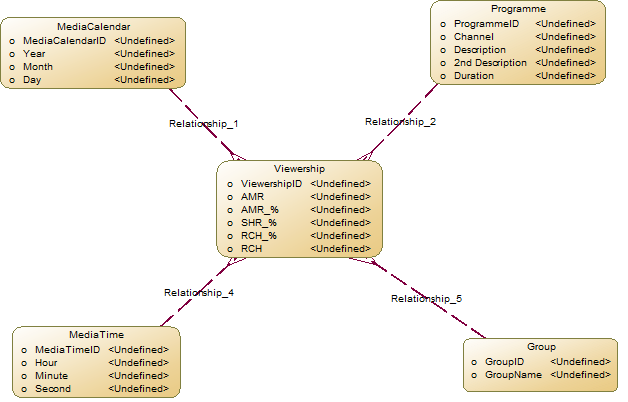 MediaCalendar
MediaCalendarID <Undefined>
Year <Undefined>
Month <Undefined>
Day <Undefined>
Programme
ProgrammeID <Undefined>
Channel <Undefined>
Description <Undefined>
2nd Description <Undefined>
Duration <Undefined>
Relationship_1
Relationship_2
Viewership
ViewershipID <Undefined>
AMR <Undefined>
AMR_% <Undefined>
SHR_% <Undefined>
RCH_% <Undefined>
RCH <Undefined>
Relationship_4
Relationship_5
MediaTime
MediaTimeID <Undefined>
Hour <Undefined>
Minute <Undefined>
Second <Undefined>
Group
GroupID <Undefined>
GroupName <Undefined>